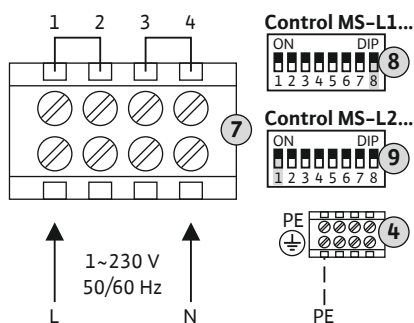 1 2 3 4
7
1~230 V
50/60 Hz
L N
Control MS-L1...
ON DIP
1 2 3 4 5 6 7 8
8
Control MS-L2...
ON DIP
1 2 3 4 5 6 7 8
9
PE
4
PE